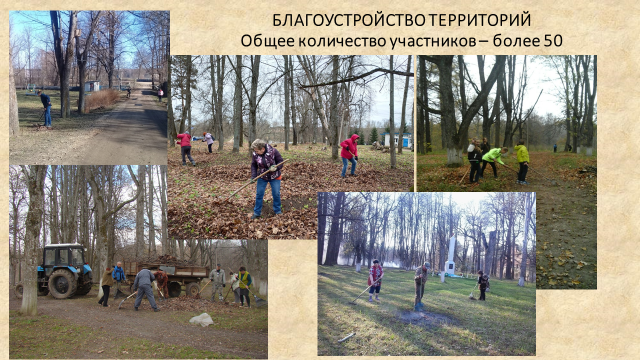 БЛАГОУСТРОЙСТВО ТЕРРИТОРИЙ
Общее количество участников – более 50